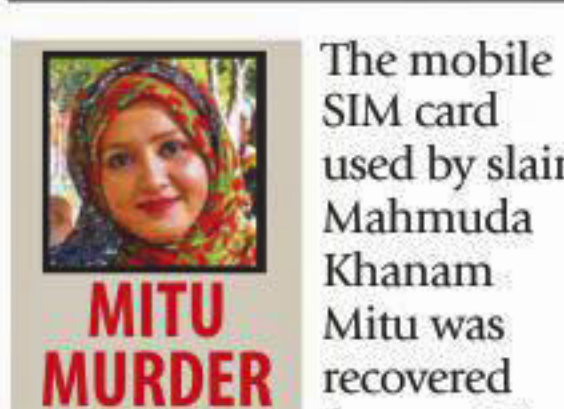 MITU
MURDER
The mobile
SIM card
used by slain
Mahmuda
Khanam
Mitu was
recovered